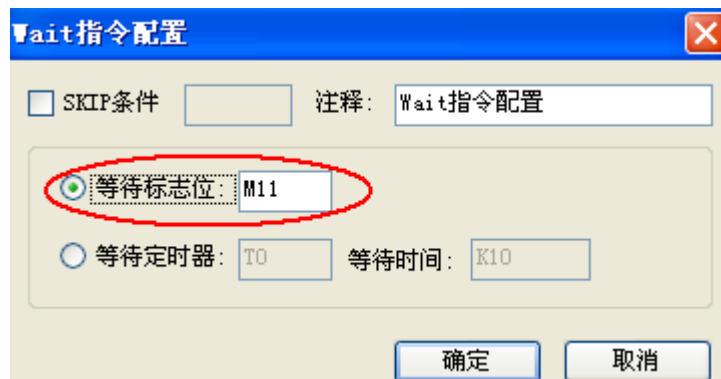 Wait指令配置
SKIP条件 注释: Wait指令配置
等待标志位: M11
等待定时器: T0 等待时间: K10
确定 取消